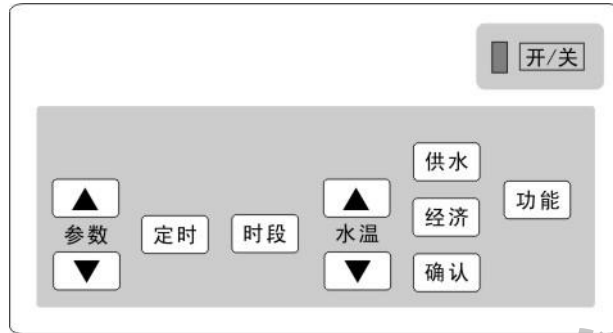 开/关
供水
▲ ▲
功能
参数
定时
时段
水温
经济
▼ ▼
确认